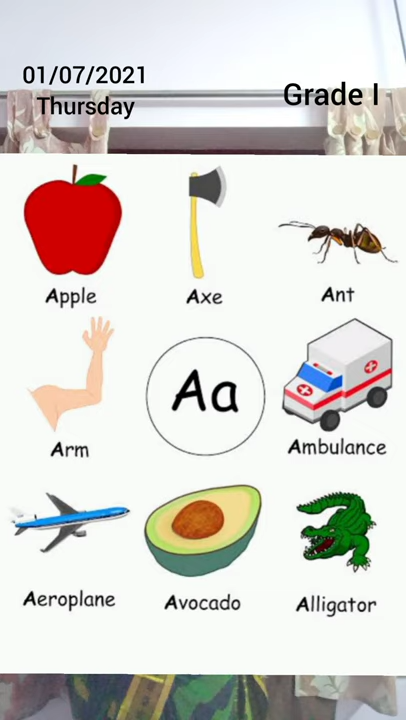 01/07/2021
Thursday
Grade I
Apple
Axe
Ant
Arm
Aa
Ambulance
Aeroplane
Avocado
Alligator